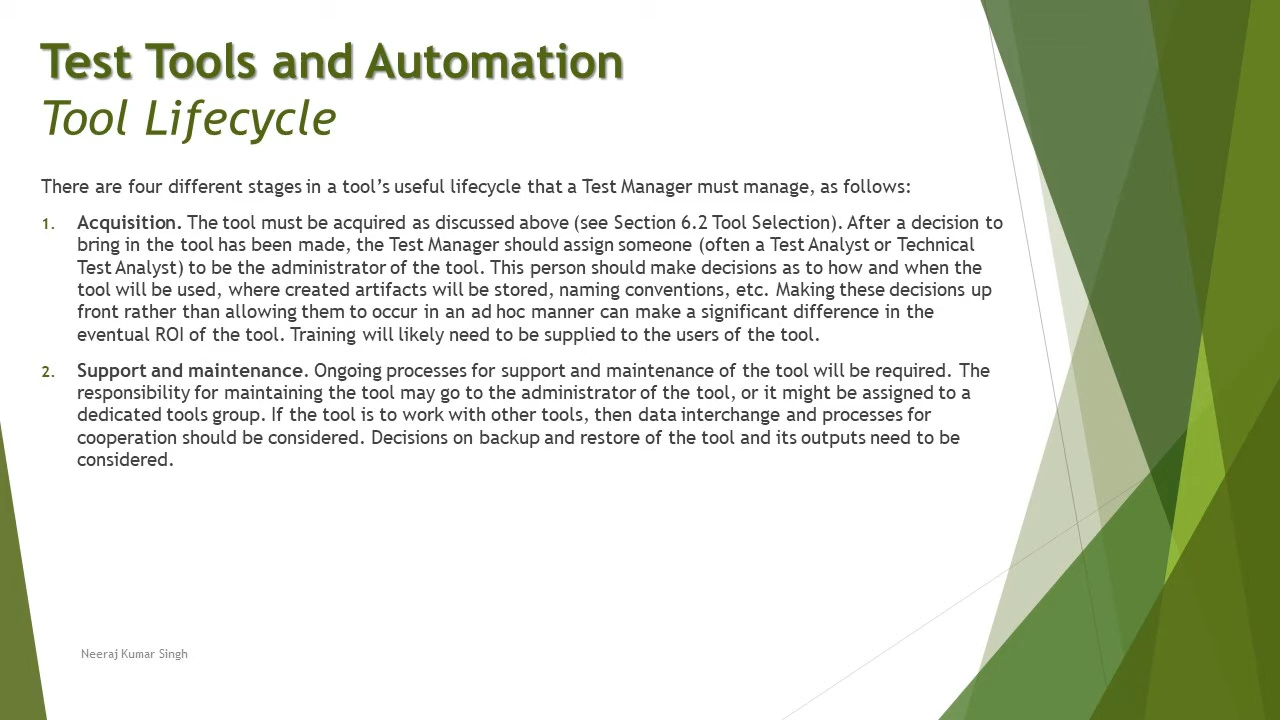 Test Tools and Automation
Tool Lifecycle
There are four different stages in a tool’s useful lifecycle that a Test Manager must manage, as follows:
1. Acquisition. The tool must be acquired as discussed above (see Section 6.2 Tool Selection). After a decision to
bring in the tool has been made, the Test Manager should assign someone (often a Test Analyst or Technical
Test Analyst) to be the administrator of the tool. This person should make decisions as to how and when the
tool will be used, where created artifacts will be stored, naming conventions, etc. Making these decisions up
front rather than allowing them to occur in an ad hoc manner can make a significant difference in the
eventual ROI of the tool. Training will likely need to be supplied to the users of the tool.
2. Support and maintenance. Ongoing processes for support and maintenance of the tool will be required. The
responsibility for maintaining the tool may go to the administrator of the tool, or it might be assigned to a
dedicated tools group. If the tool is to work with other tools, then data interchange and processes for
cooperation should be considered. Decisions on backup and restore of the tool and its outputs need to be
considered.
Neeraj Kumar Singh